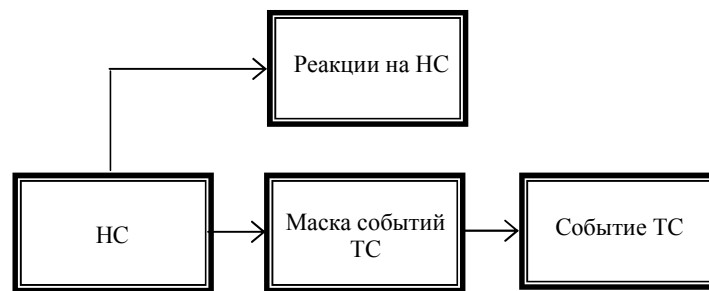 Реакции на НС
НС
Маска событий
ТС
Событие ТС